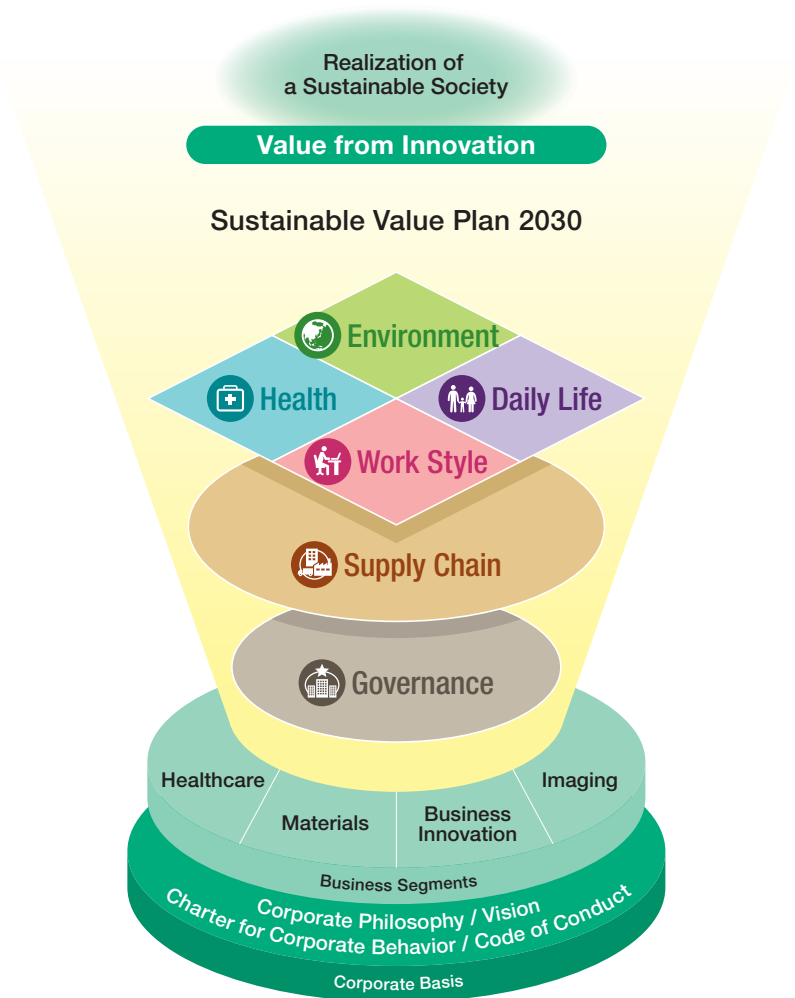 Realization of
a Sustainable Society
Value from Innovation
Sustainable Value Plan 2030
Environment
Health
Daily Life
Work Style
Supply Chain
Governance
Healthcare
Materials
Business
Innovation
Imaging
Business Segments
Corporate Philosophy / Vision
Charter for Corporate Behavior / Code of Conduct
Corporate Basis